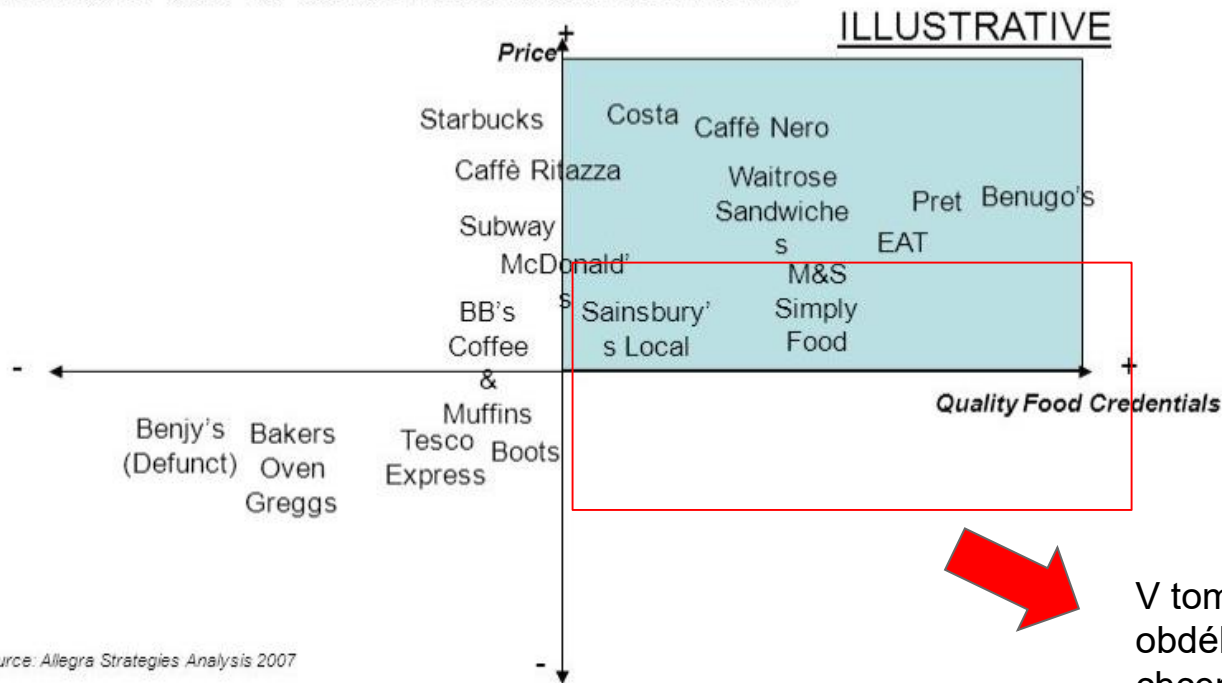 ILLUSTRATIVE
+
Price
Starbucks
Costa
Caffè Nero
Caffè Ritazza
Waitrose
Sandwiche
s
Pret
Benugo's
Subway
EAT
McDonald'
s
M&S
Simply
Food
BB's
Coffee
&
Muffins
Sainsbury'
s Local
-
+
Quality Food Credentials
Benjy's
(Defunct)
Bakers
Oven
Greggs
Tesco
Express
Boots
V tom
obdél
Source: Allegra Strategies Analysis 2007
-